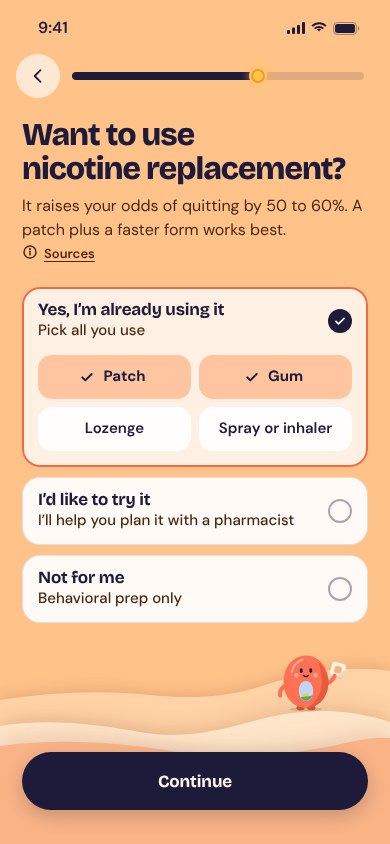 9:41
Want to use
nicotine replacement?
It raises your odds of quitting by 50 to 60%. A
patch plus a faster form works best.
Sources
Yes, I’m already using it
Pick all you use
Patch
Gum
Lozenge
Spray or inhaler
I’d like to try it
I’ll help you plan it with a pharmacist
Not for me
Behavioral prep only
Continue